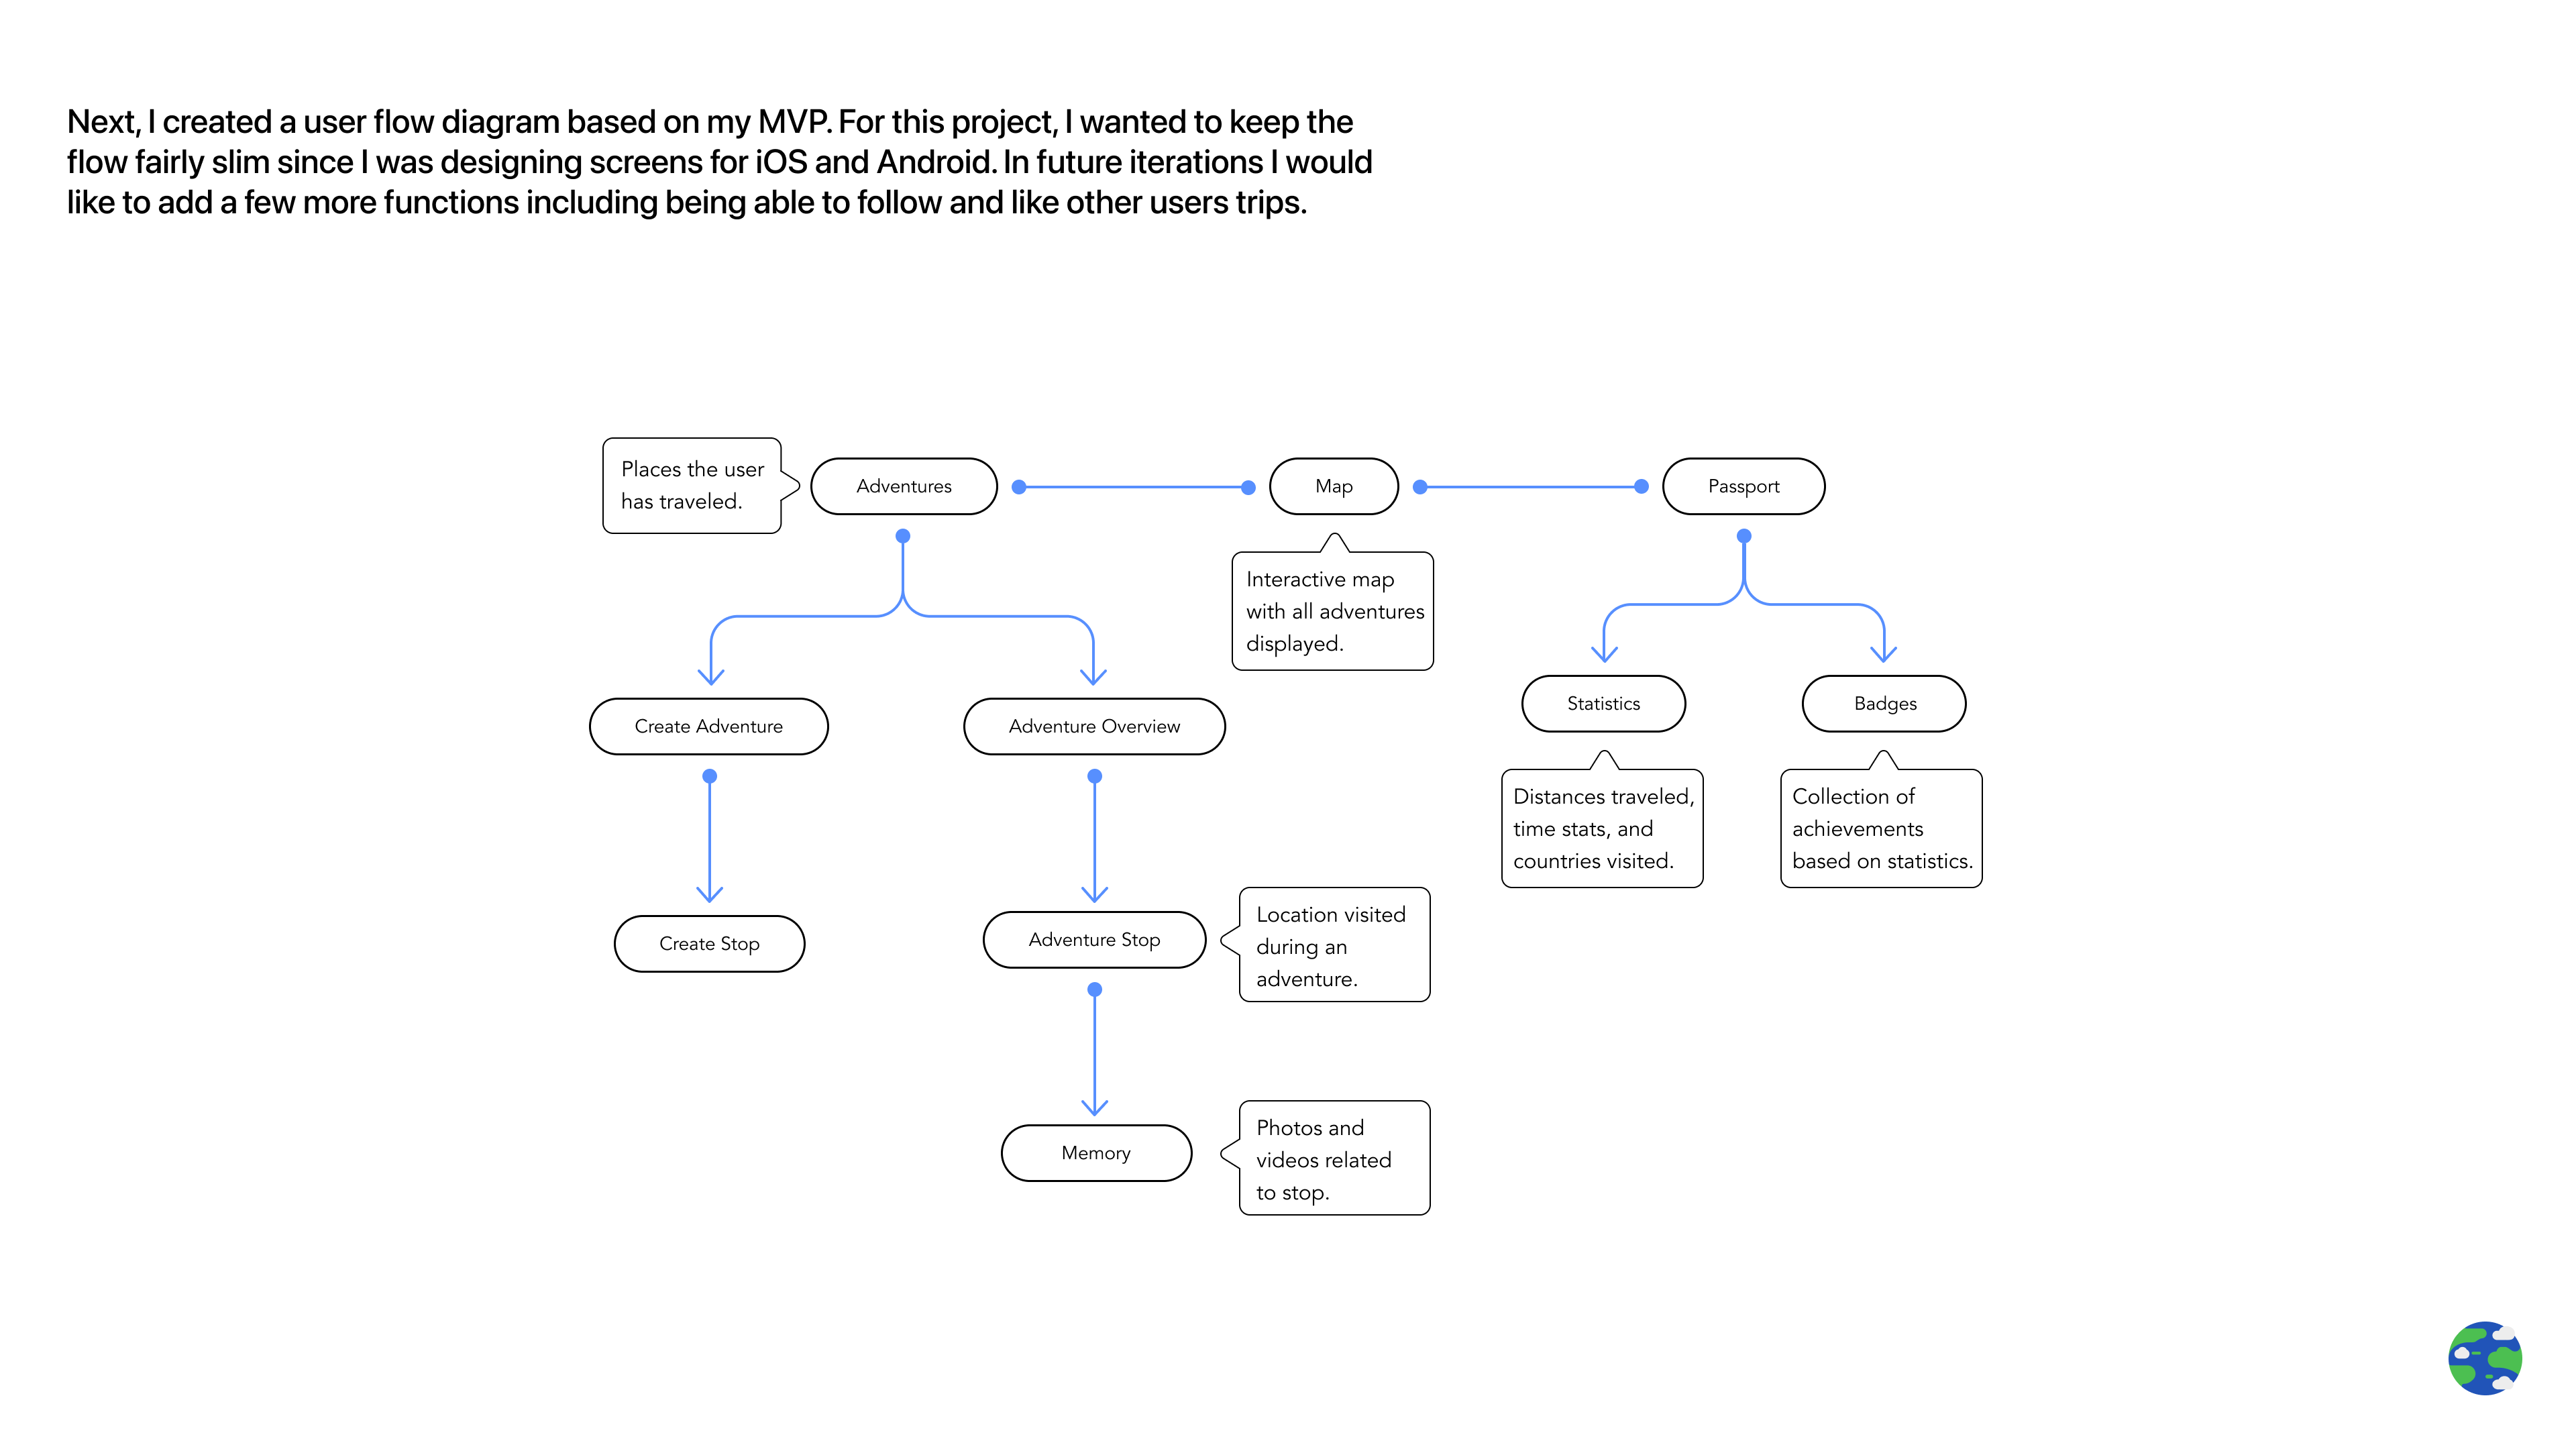 Next, I created a user flow diagram based on my MVP. For this project, I wanted to keep the
flow fairly slim since I was designing screens for iOS and Android. In future iterations I would
like to add a few more functions including being able to follow and like other users trips.
Places the user
has traveled.
Adventures
Map
Passport
Interactive map
with all adventures
displayed.
Create Adventure
Adventure Overview
Statistics
Badges
Distances traveled,
time stats, and
countries visited.
Collection of
achievements
based on statistics.
Create Stop
Adventure Stop
Location visited
during an
adventure.
Memory
Photos and
videos related
to stop.